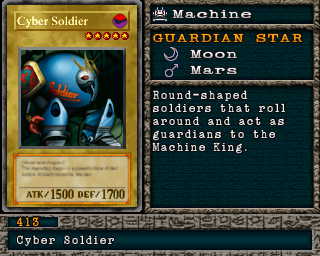 Cyber Soldier
Soldier
ATK/1500 DEF/1700
Machine
GUARDIAN STAR
Moon
Mars
Round-shaped
soldiers that roll
around and act as
guardians to the
Machine King.
413
Cyber Soldier